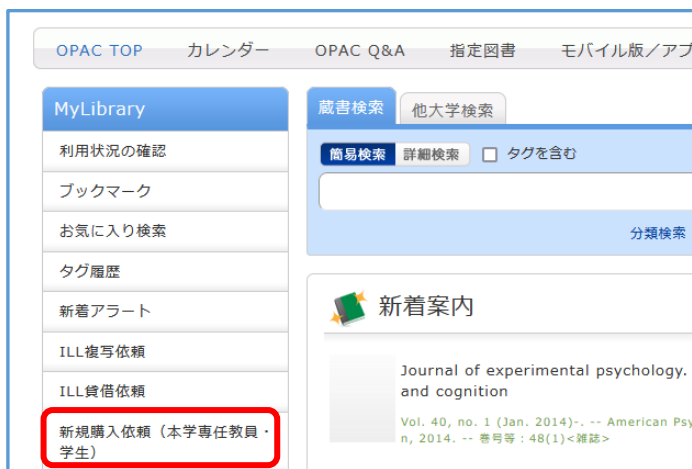 OPAC TOP カレンダー OPAC Q&A 指定図書 モバイル版／アプ
MyLibrary
利用状況の確認
ブックマーク
お気に入り検索
タグ履歴
新着アラート
ILL複写依頼
ILL貸借依頼
新規購入依頼（本学専任教員・
学生）
蔵書検索 他大学検索
簡易検索 詳細検索 タグを含む
分類検索
新着案内
Journal of experimental psychology.
and cognition
Vol. 40, no. 1 (Jan. 2014)-. -- American Psy
n, 2014. -- 巻号等：48(1)<雑誌>